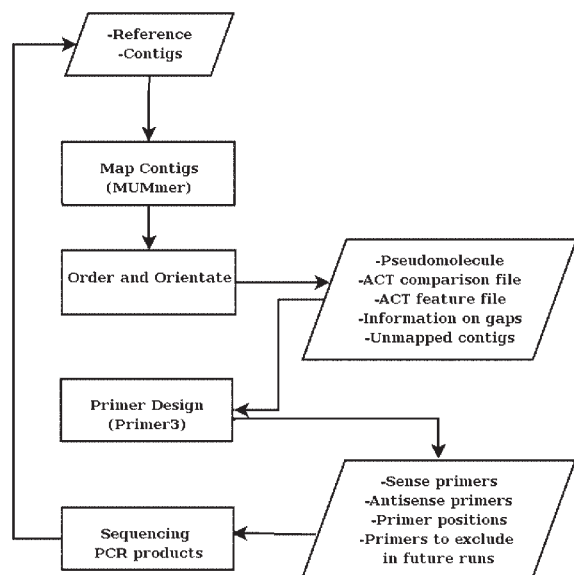 -Reference
-Contigs
Map Contigs
(MUMmer)
Order and Orientate
-Pseudomolecule
-ACT comparison file
-ACT feature file
-Information on gaps
-Unmapped contigs
Primer Design
(Primer3)
-Sense primers
-Antisense primers
-Primer positions
-Primers to exclude
in future runs
Sequencing
PCR products